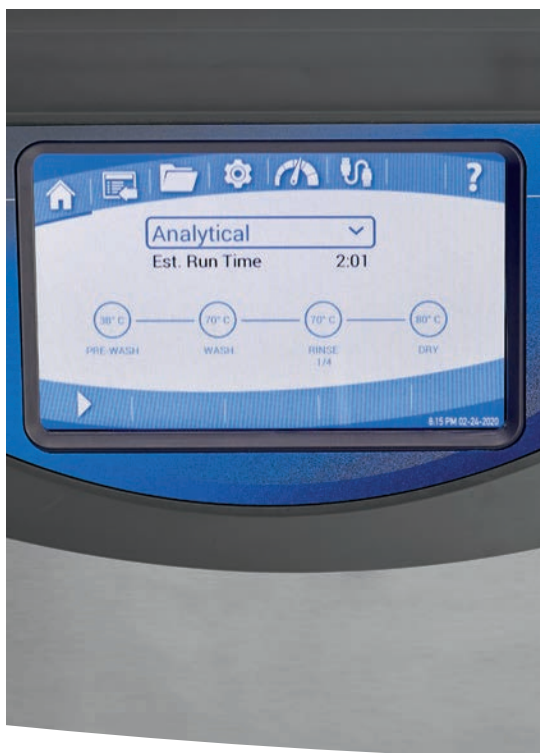 ?
Analytical
Est. Run Time 2:01
38° C 70° C 70° C 80° C
PRE-WASH WASH RINSE DRY
1/4
8:15 PM 02-24-2020